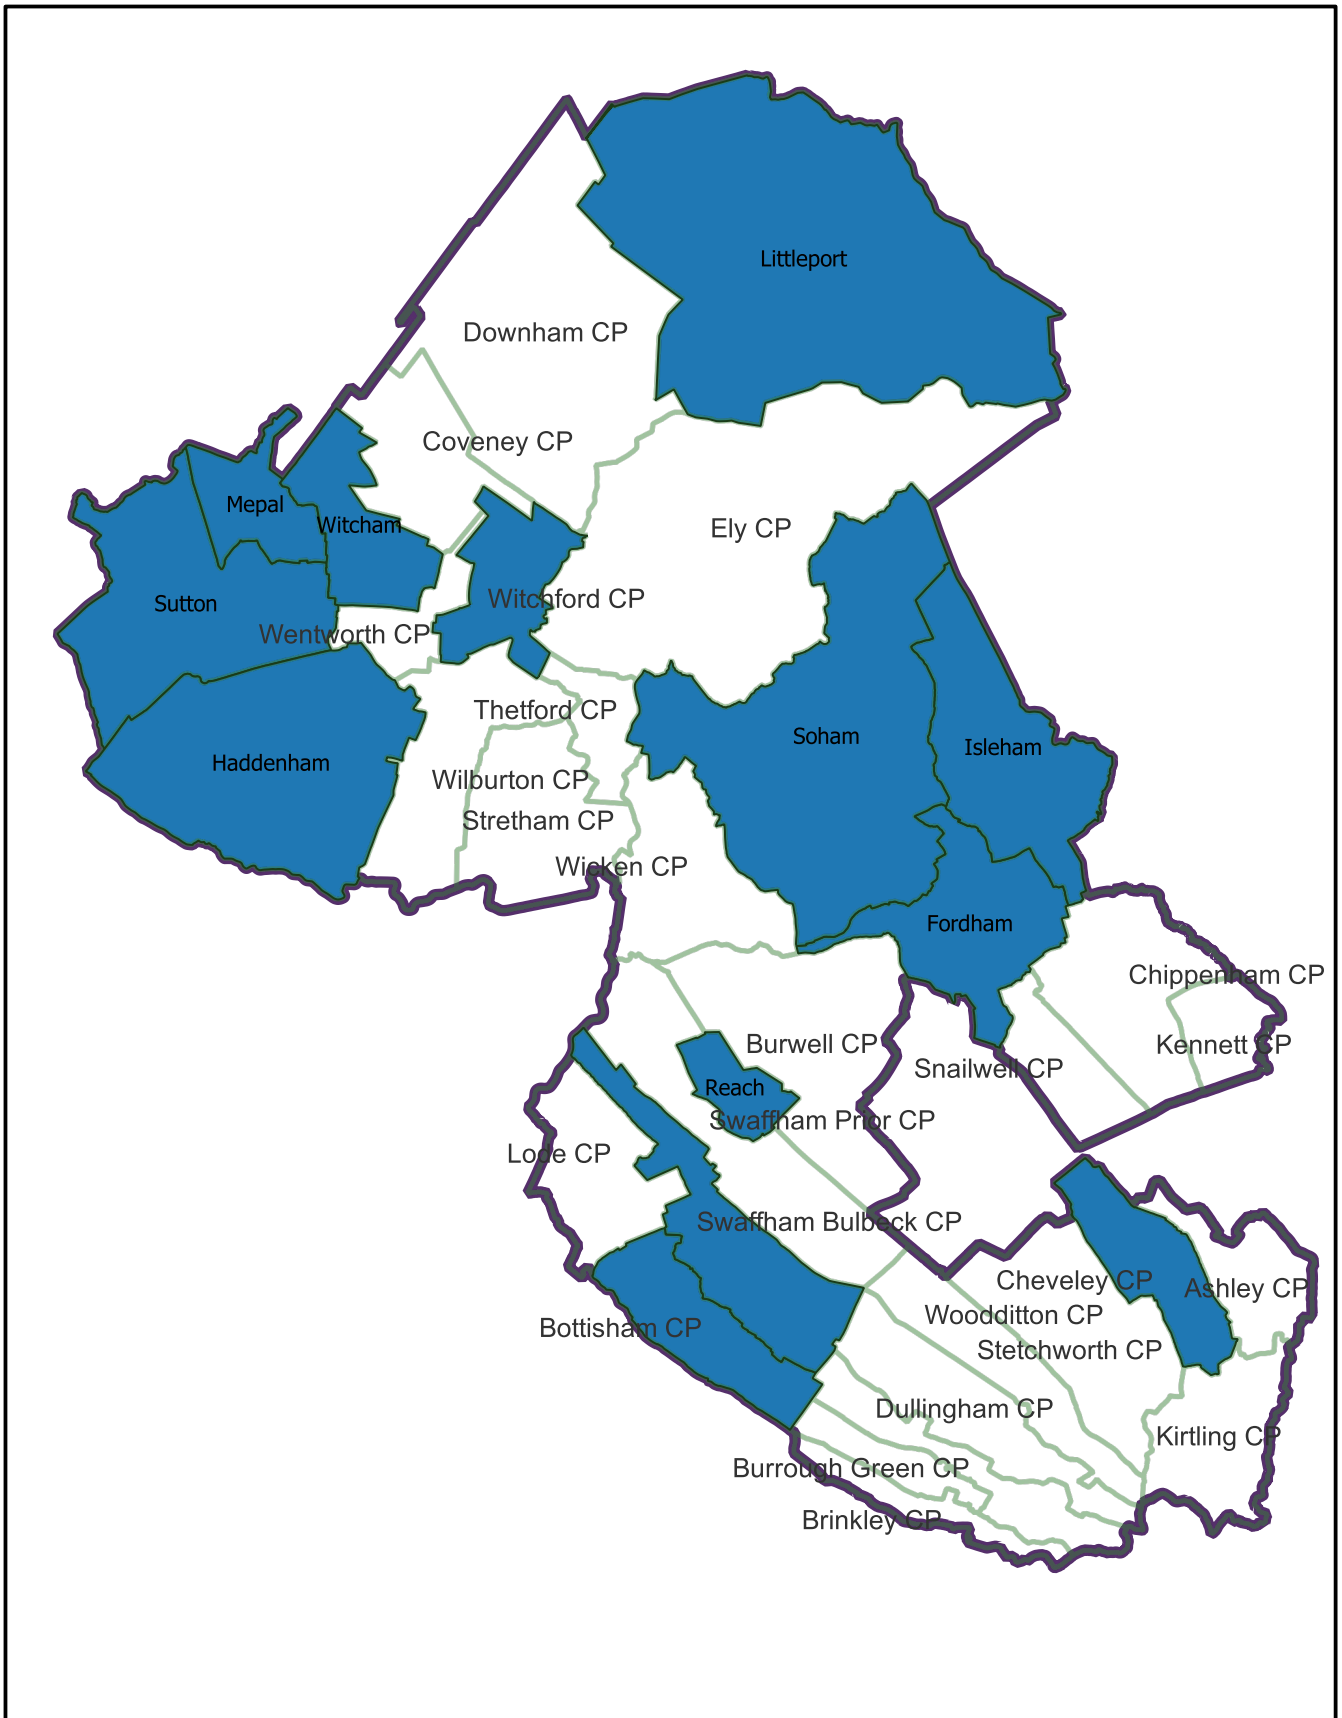 Littleport
Downham CP
Coveney CP
Mepal
Witcham
Ely CP
Sutton
Witchford CP
Wentworth CP
Thetford CP
Soham
Isleham
Haddenham
Wilburton CP
Stretham CP
Wicken CP
Fordham
Chippenham CP
Burwell CP
Kennett CP
Snailwell CP
Reach
Swaffham Prior CP
Lode CP
Swaffham Bulbeck CP
Cheveley CP
Ashley CP
Woodditton CP
Bottisham CP
Stetchworth CP
Dullingham CP
Kirtling CP
Burrough Green CP
Brinkley CP